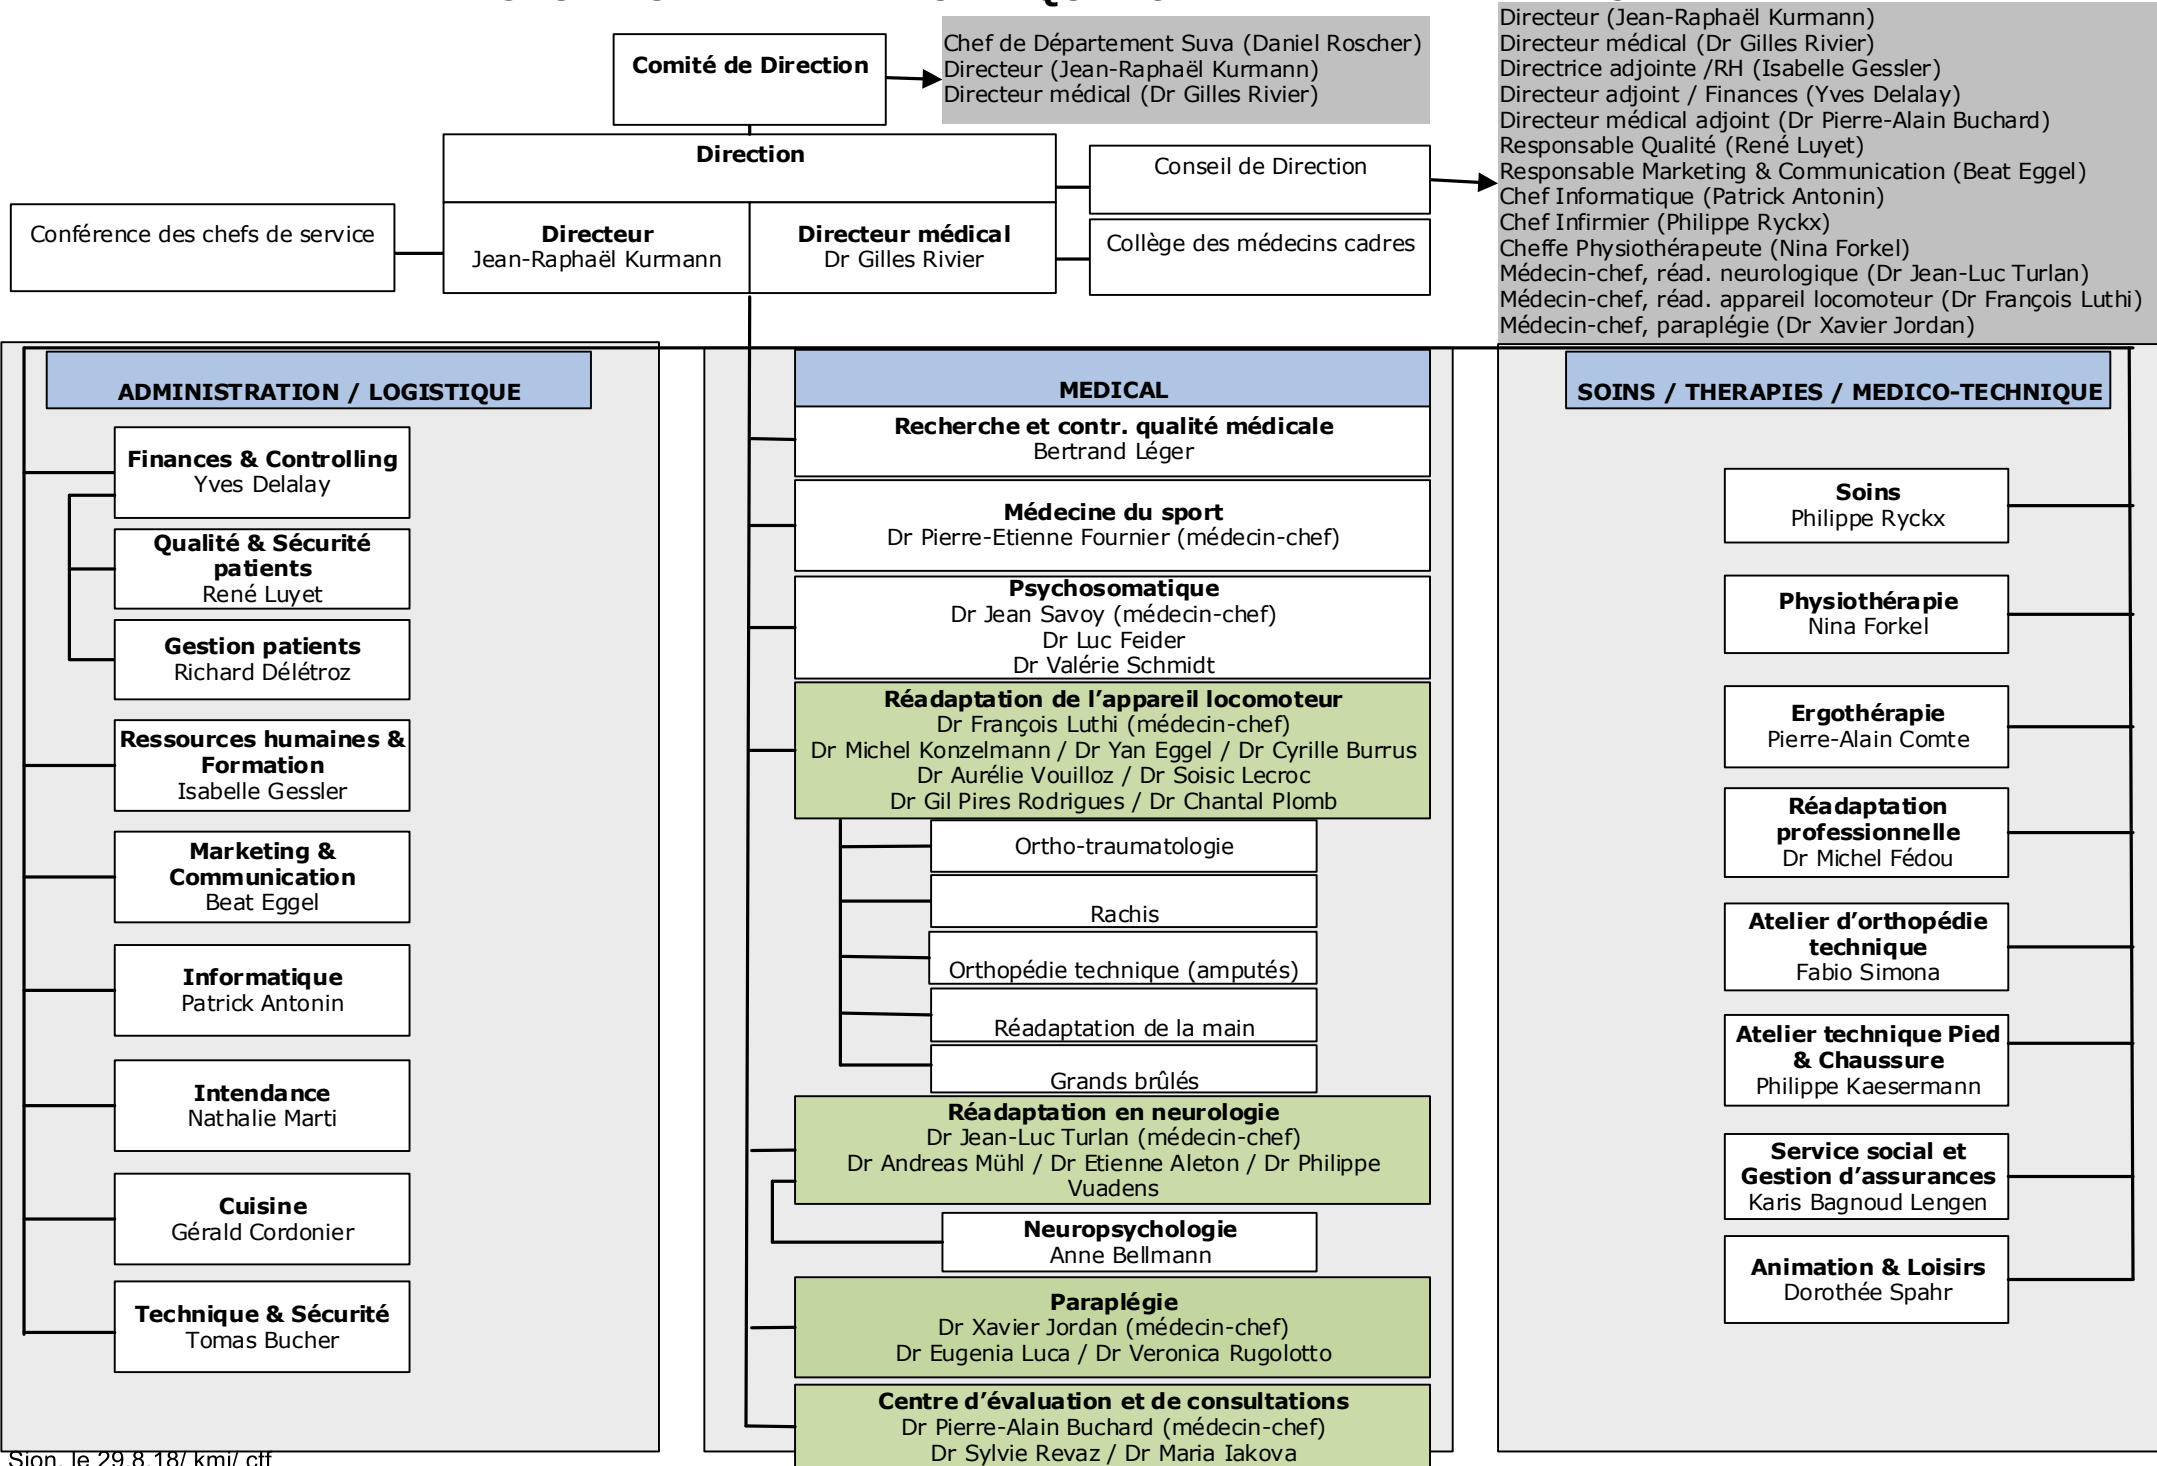 Comité de Direction
Chef de Département Suva (Daniel Roscher)
Directeur (Jean-Raphaël Kurmann)
Directeur médical (Dr Gilles Rivier)
Directeur (Jean-Raphaël Kurmann)
Directeur médical (Dr Gilles Rivier)
Directrice adjointe /RH (Isabelle Gessler)
Directeur adjoint / Finances (Yves Delalay)
Directeur médical adjoint (Dr Pierre-Alain Buchard)
Responsable Qualité (René Luyet)
Responsable Marketing & Communication (Beat Eggel)
Chef Informatique (Patrick Antonin)
Chef Infirmier (Philippe Ryckx)
Cheffe Physiothérapeute (Nina Forkel)
Médecin-chef, réad. neurologique (Dr Jean-Luc Turlan)
Médecin-chef, réad. appareil locomoteur (Dr François Luthi)
Médecin-chef, paraplégie (Dr Xavier Jordan)
Direction
Conseil de Direction
Conférence des chefs de service
Directeur
Jean-Raphaël Kurmann
Directeur médical
Dr Gilles Rivier
Collège des médecins cadres
ADMINISTRATION / LOGISTIQUE
Finances & Controlling
Yves Delalay
Qualité & Sécurité
patients
René Luyet
Gestion patients
Richard Délétroz
Ressources humaines &
Formation
Isabelle Gessler
Marketing &
Communication
Beat Eggel
Informatique
Patrick Antonin
Intendance
Nathalie Marti
Cuisine
Gérald Cordonier
Technique & Sécurité
Tomas Bucher
MEDICAL
Recherche et contr. qualité médicale
Bertrand Léger
Médecine du sport
Dr Pierre-Etienne Fournier (médecin-chef)
Psychosomatique
Dr Jean Savoy (médecin-chef)
Dr Luc Feider
Dr Valérie Schmidt
Réadaptation de l’appareil locomoteur
Dr François Luthi (médecin-chef)
Dr Michel Konzelmann / Dr Yan Eggel / Dr Cyrille Burrus
Dr Aurélie Vouilloz / Dr Soisic Lecroc
Dr Gil Pires Rodrigues / Dr Chantal Plomb
Ortho-traumatologie
Rachis
Orthopédie technique (amputés)
Réadaptation de la main
Grands brûlés
Réadaptation en neurologie
Dr Jean-Luc Turlan (médecin-chef)
Dr Andreas Mühl / Dr Etienne Aleton / Dr Philippe
Vuadens
Neuropsychologie
Anne Bellmann
Paraplégie
Dr Xavier Jordan (médecin-chef)
Dr Eugenia Luca / Dr Veronica Rugolotto
Centre d’évaluation et de consultations
Dr Pierre-Alain Buchard (médecin-chef)
Dr Sylvie Revaz / Dr Maria Iakova
SOINS / THERAPIES / MEDICO-TECHNIQUE
Soins
Philippe Ryckx
Physiothérapie
Nina Forkel
Ergothérapie
Pierre-Alain Comte
Réadaptation
professionnelle
Dr Michel Fédou
Atelier d’orthopédie
technique
Fabio Simona
Atelier technique Pied
& Chaussure
Philippe Kaesermann
Service social et
Gestion d’assurances
Karis Bagnoud Lengen
Animation & Loisirs
Dorothée Spahr
Sion, le 29.8.18/ kmi/ ctf